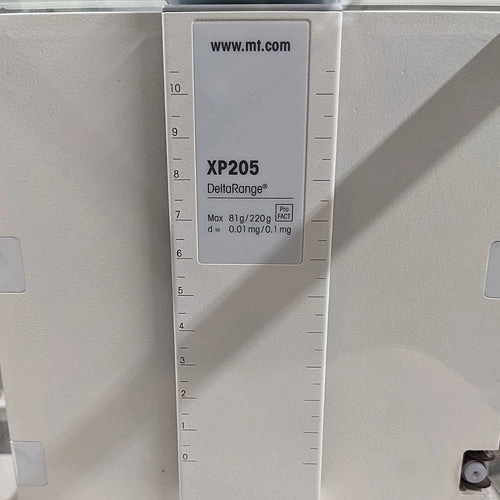 www.mt.com
10
9
8
7
6
5
4
3
2
1
0
XP205
DeltaRange®
Max 81g/220g
d = 0.01mg/0.1mg
Pro
FACT